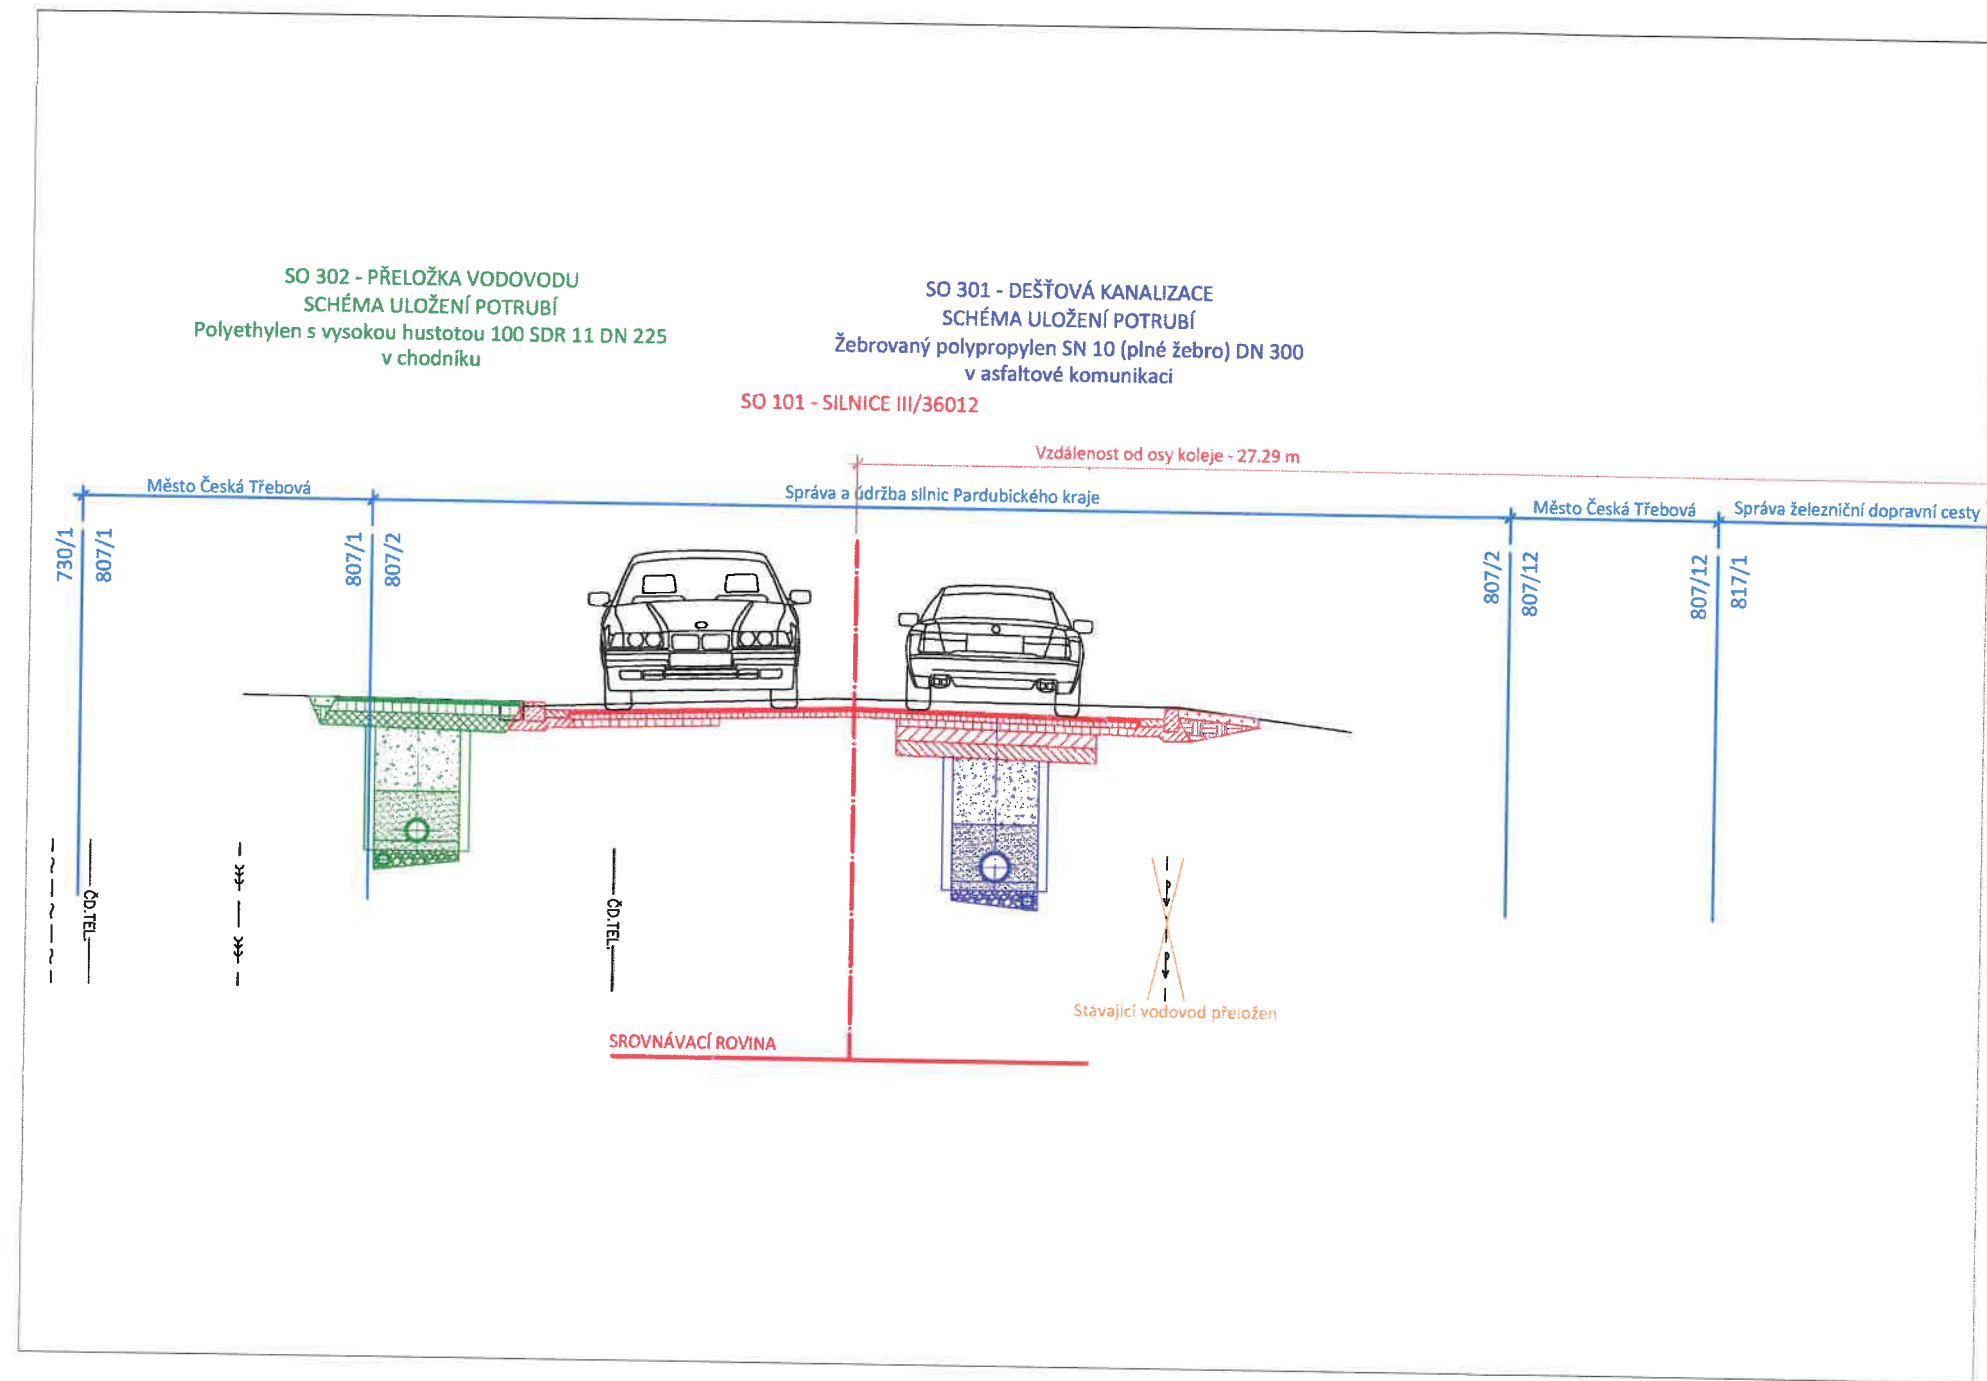 SO 302 - PŘELOŽKA VODOVODU
SCHÉMA ULOŽENÍ POTRUBÍ
Polyethylen s vysokou hustotou 100 SDR 11 DN 225
v chodníku
SO 301 - DEŠŤOVÁ KANALIZACE
SCHÉMA ULOŽENÍ POTRUBÍ
Žebrovaný polypropylen SN 10 (plné žebro) DN 300
v asfaltové komunikaci
SO 101 - SILNICE III/36012
Vzdálenost od osy koleje - 27.29 m
Město Česká Třebová
Správa a údržba silnic Pardubického kraje
Město Česká Třebová
Správa železniční dopravní cesty
730/1
807/1
807/1
807/2
807/2
807/12
807/12
817/1
ČD.TEL.
ČD.TEL.
Stávající vodovod přeložen
SROVNÁVACÍ ROVINA